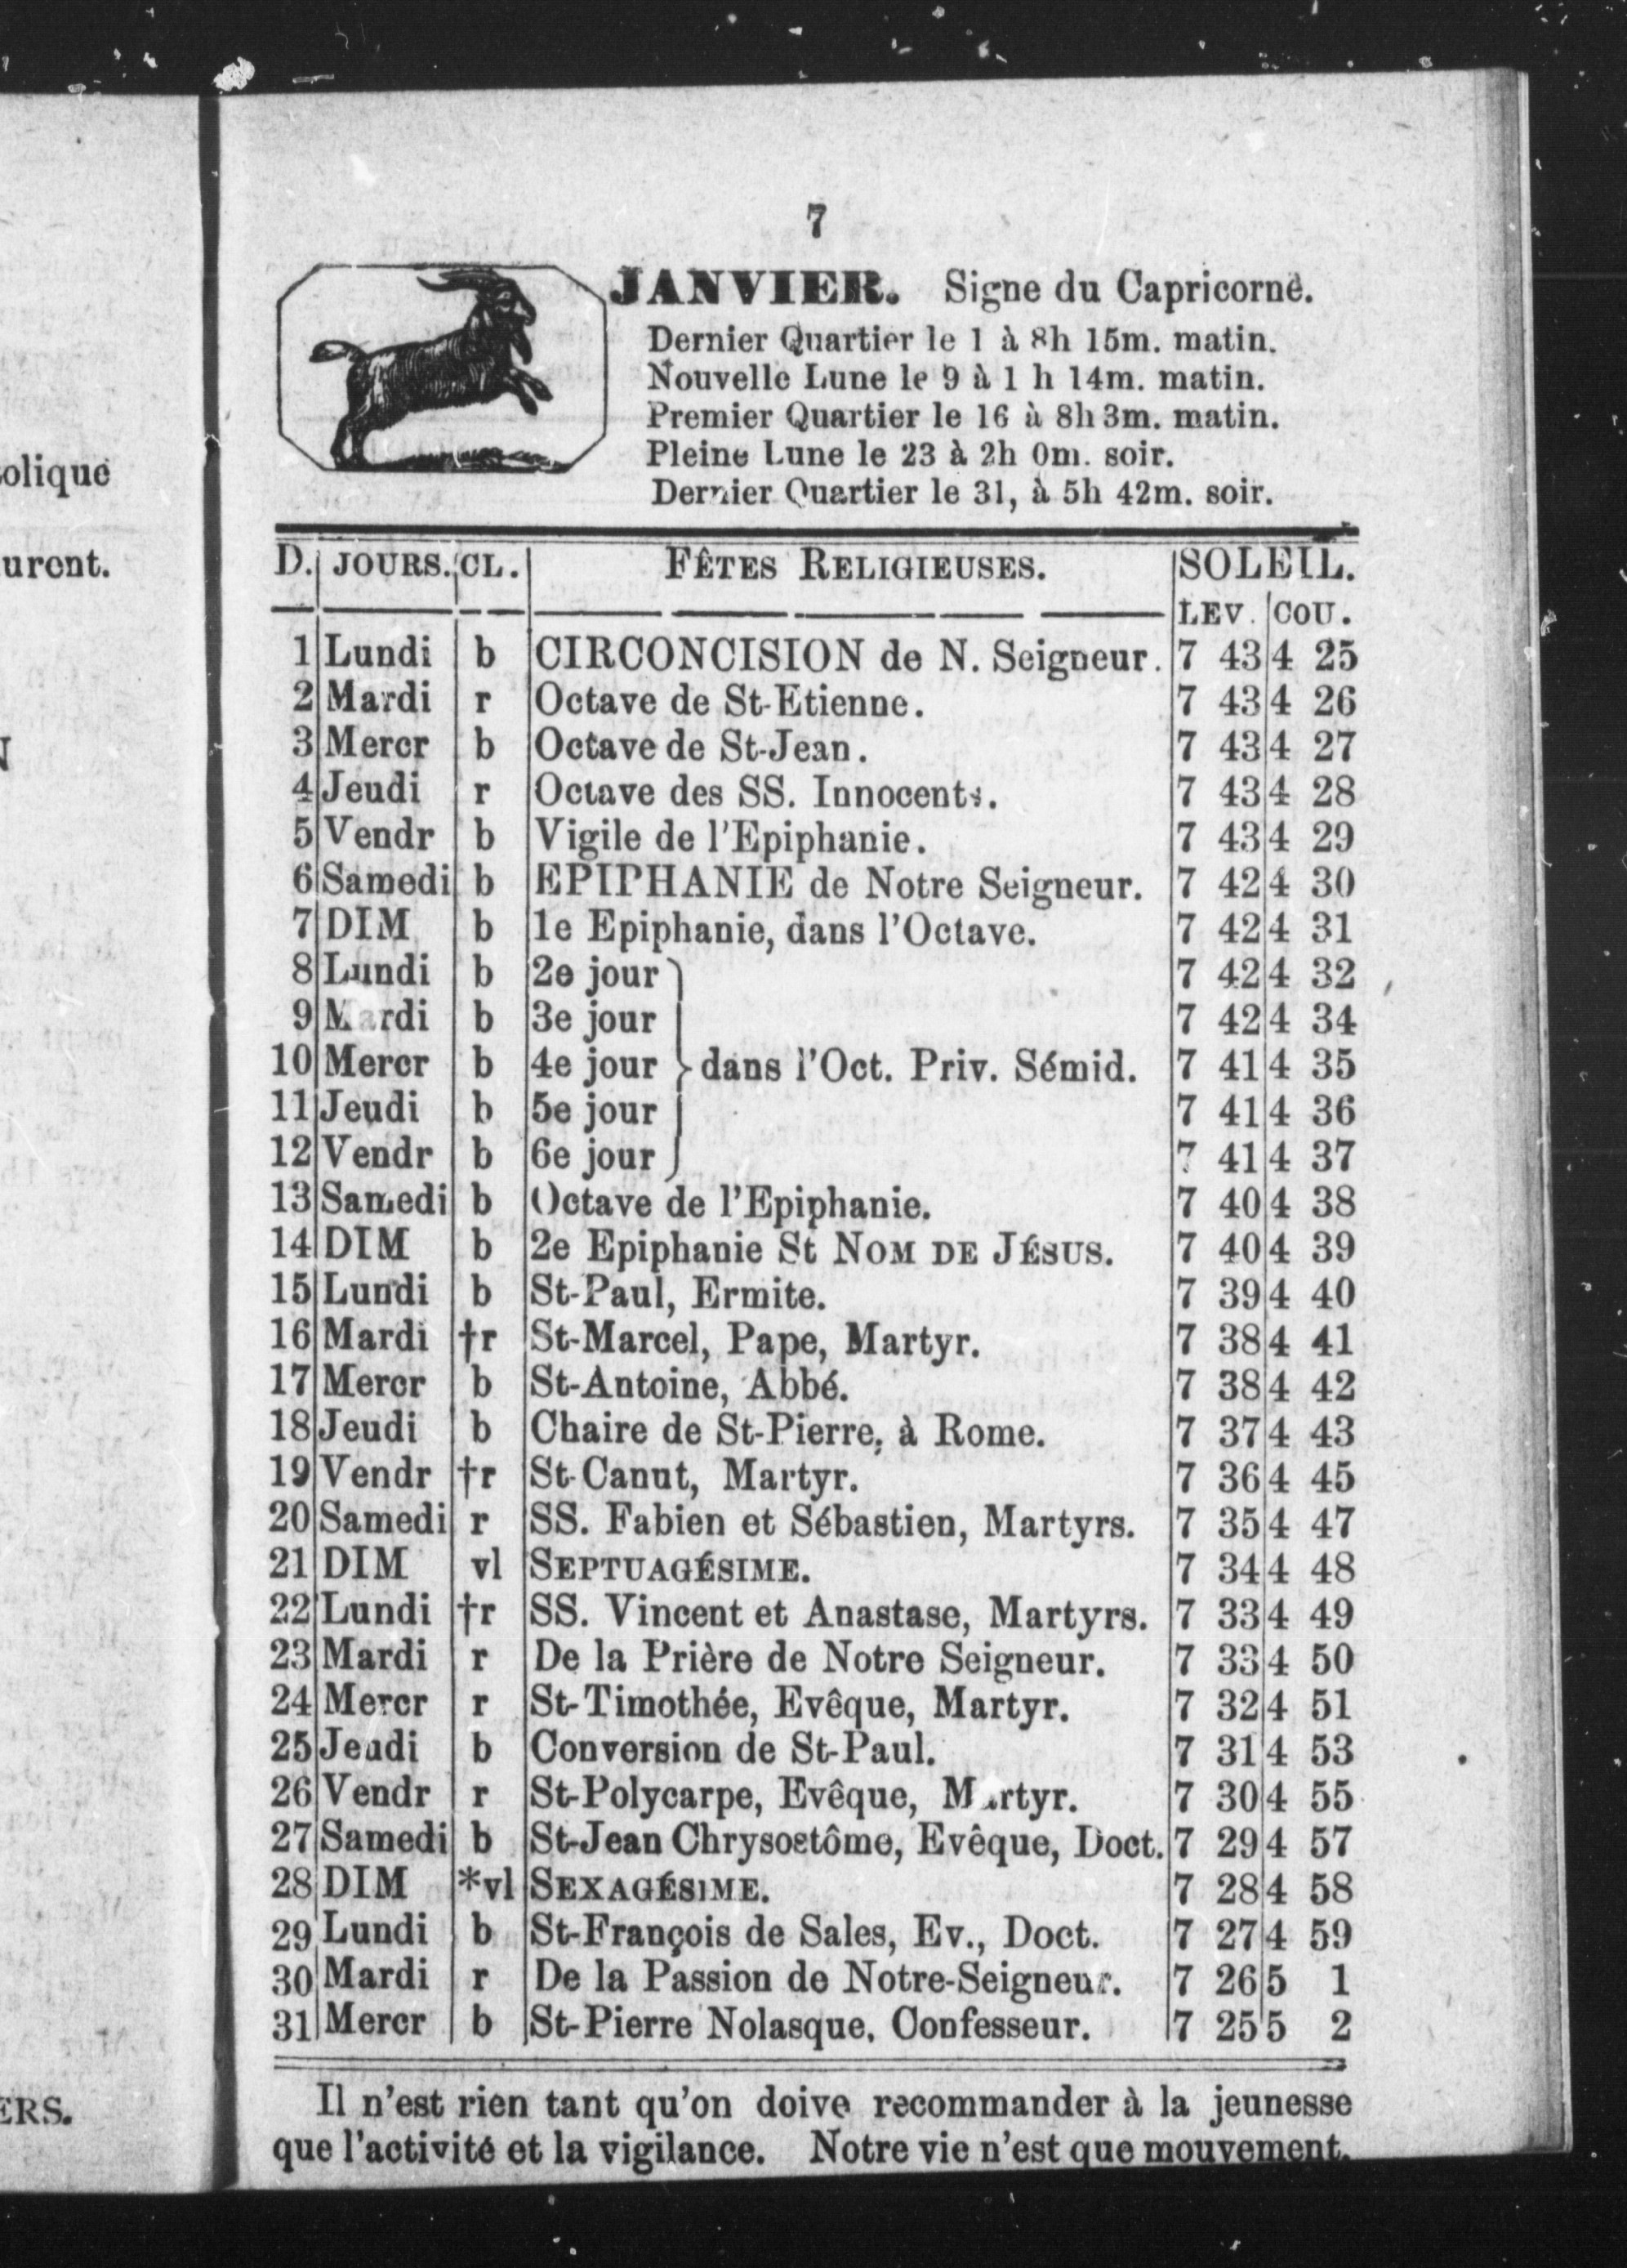 7
JANVIER. Signe du Capricorne.
Dernier Quartier le 1 à 8h 15m. matin.
Nouvelle Lune le 9 à 1 h 14m. matin.
Premier Quartier le 16 à 8h 3m. matin.
Pleine Lune le 23 à 2h 0m. soir.
Dernier Quartier le 31, à 5h 42m. soir.
D. JOURS. CL. FÊTES RELIGIEUSES. SOLEIL.
LEV. COU.
1 Lundi b CIRCONCISION de N. Seigneur. 7 43 4 25
2 Mardi r Octave de St-Etienne. 7 43 4 26
3 Mercr b Octave de St-Jean. 7 43 4 27
4 Jeudi r Octave des SS. Innocents. 7 43 4 28
5 Vendr b Vigile de l'Epiphanie. 7 43 4 29
6 Samedi b EPIPHANIE de Notre Seigneur. 7 42 4 30
7 DIM b 1e Epiphanie, dans l'Octave. 7 42 4 31
8 Lundi b 2e jour 7 42 4 32
9 Mardi b 3e jour 7 42 4 34
10 Mercr b 4e jour } dans l'Oct. Priv. Sémid. 7 41 4 35
11 Jeudi b 5e jour 7 41 4 36
12 Vendr b 6e jour 7 41 4 37
13 Samedi b Octave de l'Epiphanie. 7 40 4 38
14 DIM b 2e Epiphanie St NOM DE JÉSUS. 7 40 4 39
15 Lundi b St-Paul, Ermite. 7 39 4 40
16 Mardi †r St-Marcel, Pape, Martyr. 7 38 4 41
17 Mercr b St-Antoine, Abbé. 7 38 4 42
18 Jeudi b Chaire de St-Pierre, à Rome. 7 37 4 43
19 Vendr †r St-Canut, Martyr. 7 36 4 45
20 Samedi r SS. Fabien et Sébastien, Martyrs. 7 35 4 47
21 DIM vl SEPTUAGÉSIME. 7 34 4 48
22 Lundi †r SS. Vincent et Anastase, Martyrs. 7 33 4 49
23 Mardi r De la Prière de Notre Seigneur. 7 33 4 50
24 Mercr r St-Timothée, Evêque, Martyr. 7 32 4 51
25 Jeudi b Conversion de St-Paul. 7 31 4 53
26 Vendr r St-Polycarpe, Evêque, Martyr. 7 30 4 55
27 Samedi b St-Jean Chrysostôme, Evêque, Doct. 7 29 4 57
28 DIM *vl SEXAGÉSIME. 7 28 4 58
29 Lundi b St-François de Sales, Ev., Doct. 7 27 4 59
30 Mardi r De la Passion de Notre-Seigneur. 7 26 5 1
31 Mercr b St-Pierre Nolasque, Confesseur. 7 25 5 2
Il n'est rien tant qu'on doive recommander à la jeunesse
que l'activité et la vigilance. Notre vie n'est que mouvement.